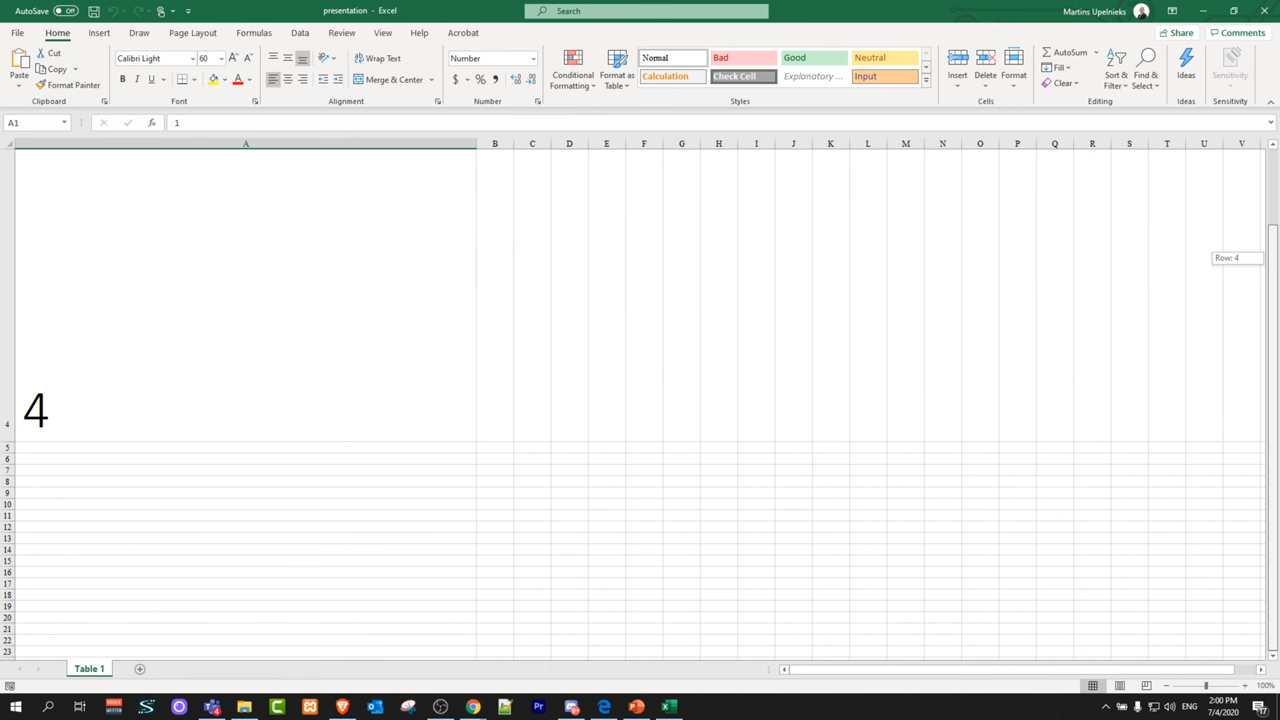 AutoSave Off presentation - Excel Search Martins Upelnieks
File Home Insert Draw Page Layout Formulas Data Review View Help Acrobat Share Comments
Paste Cut Copy Format Painter Clipboard
Calibri Light 60 B I U A Font
Wrap Text Merge & Center Alignment
Number $ % Number
Conditional Formatting Format as Table Normal Bad Good Neutral Calculation Check Cell Explanatory ... Input Styles
Insert Delete Format Cells
AutoSum Fill Clear Sort & Filter Find & Select Editing
Ideas Ideas
Sensitivity Sensitivity
A1 fx 1
A B C D E F G H I J K L M N O P Q R S T U V
Row: 4
4 4
5
6
7
8
9
10
11
12
13
14
15
16
17
18
19
20
21
22
23
Table 1
100%
ENG 2:00 PM
7/4/2020 17